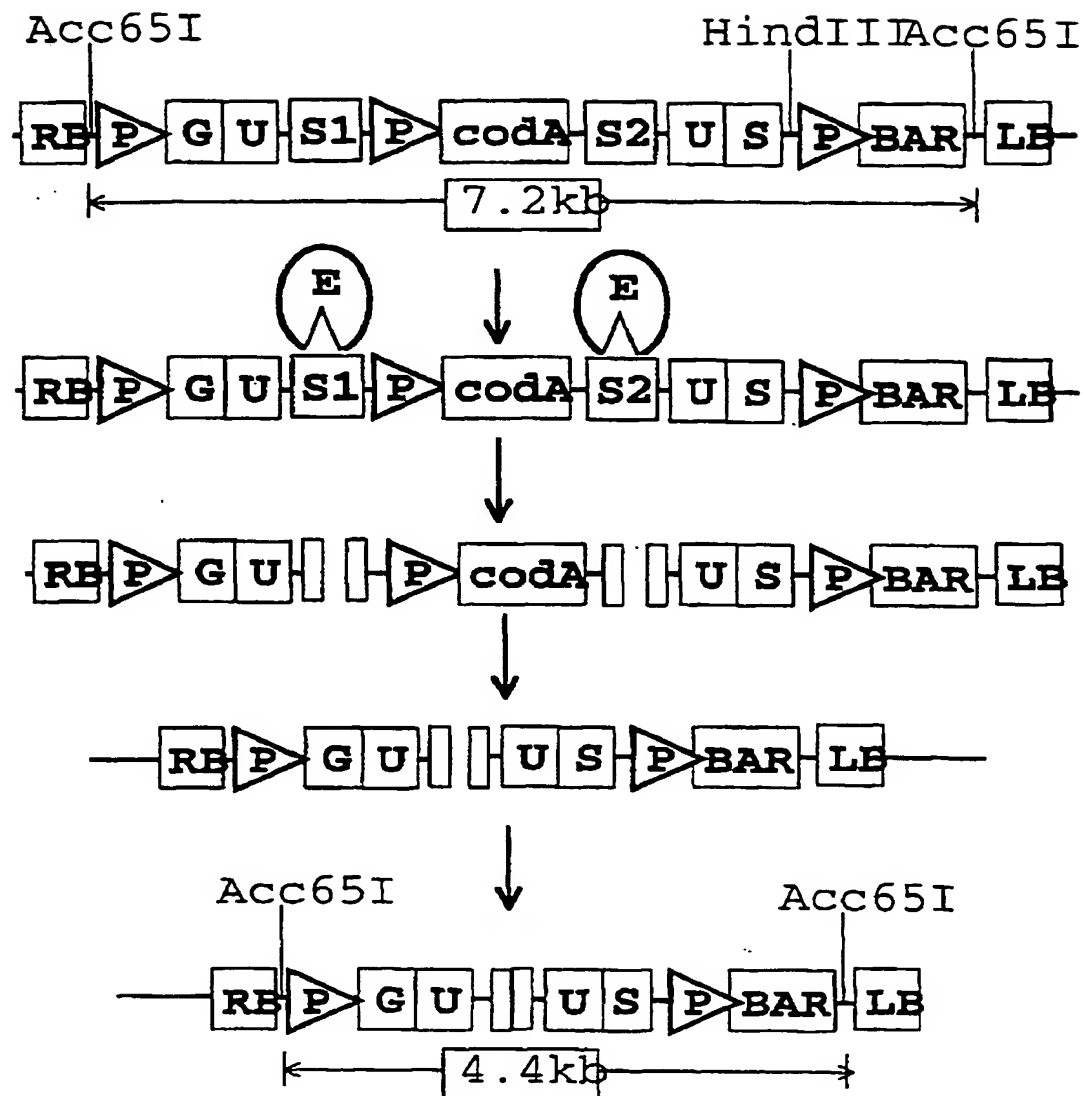 Acc65I HindIII Acc65I
RB P G U S1 P codA S2 U S P BAR LB
7.2kb
E E
RB P G U S1 P codA S2 U S P BAR LB
RB P G U P codA U S P BAR LB
RB P G U U S P BAR LB
Acc65I Acc65I
RB P G U U S P BAR LB
4.4kb